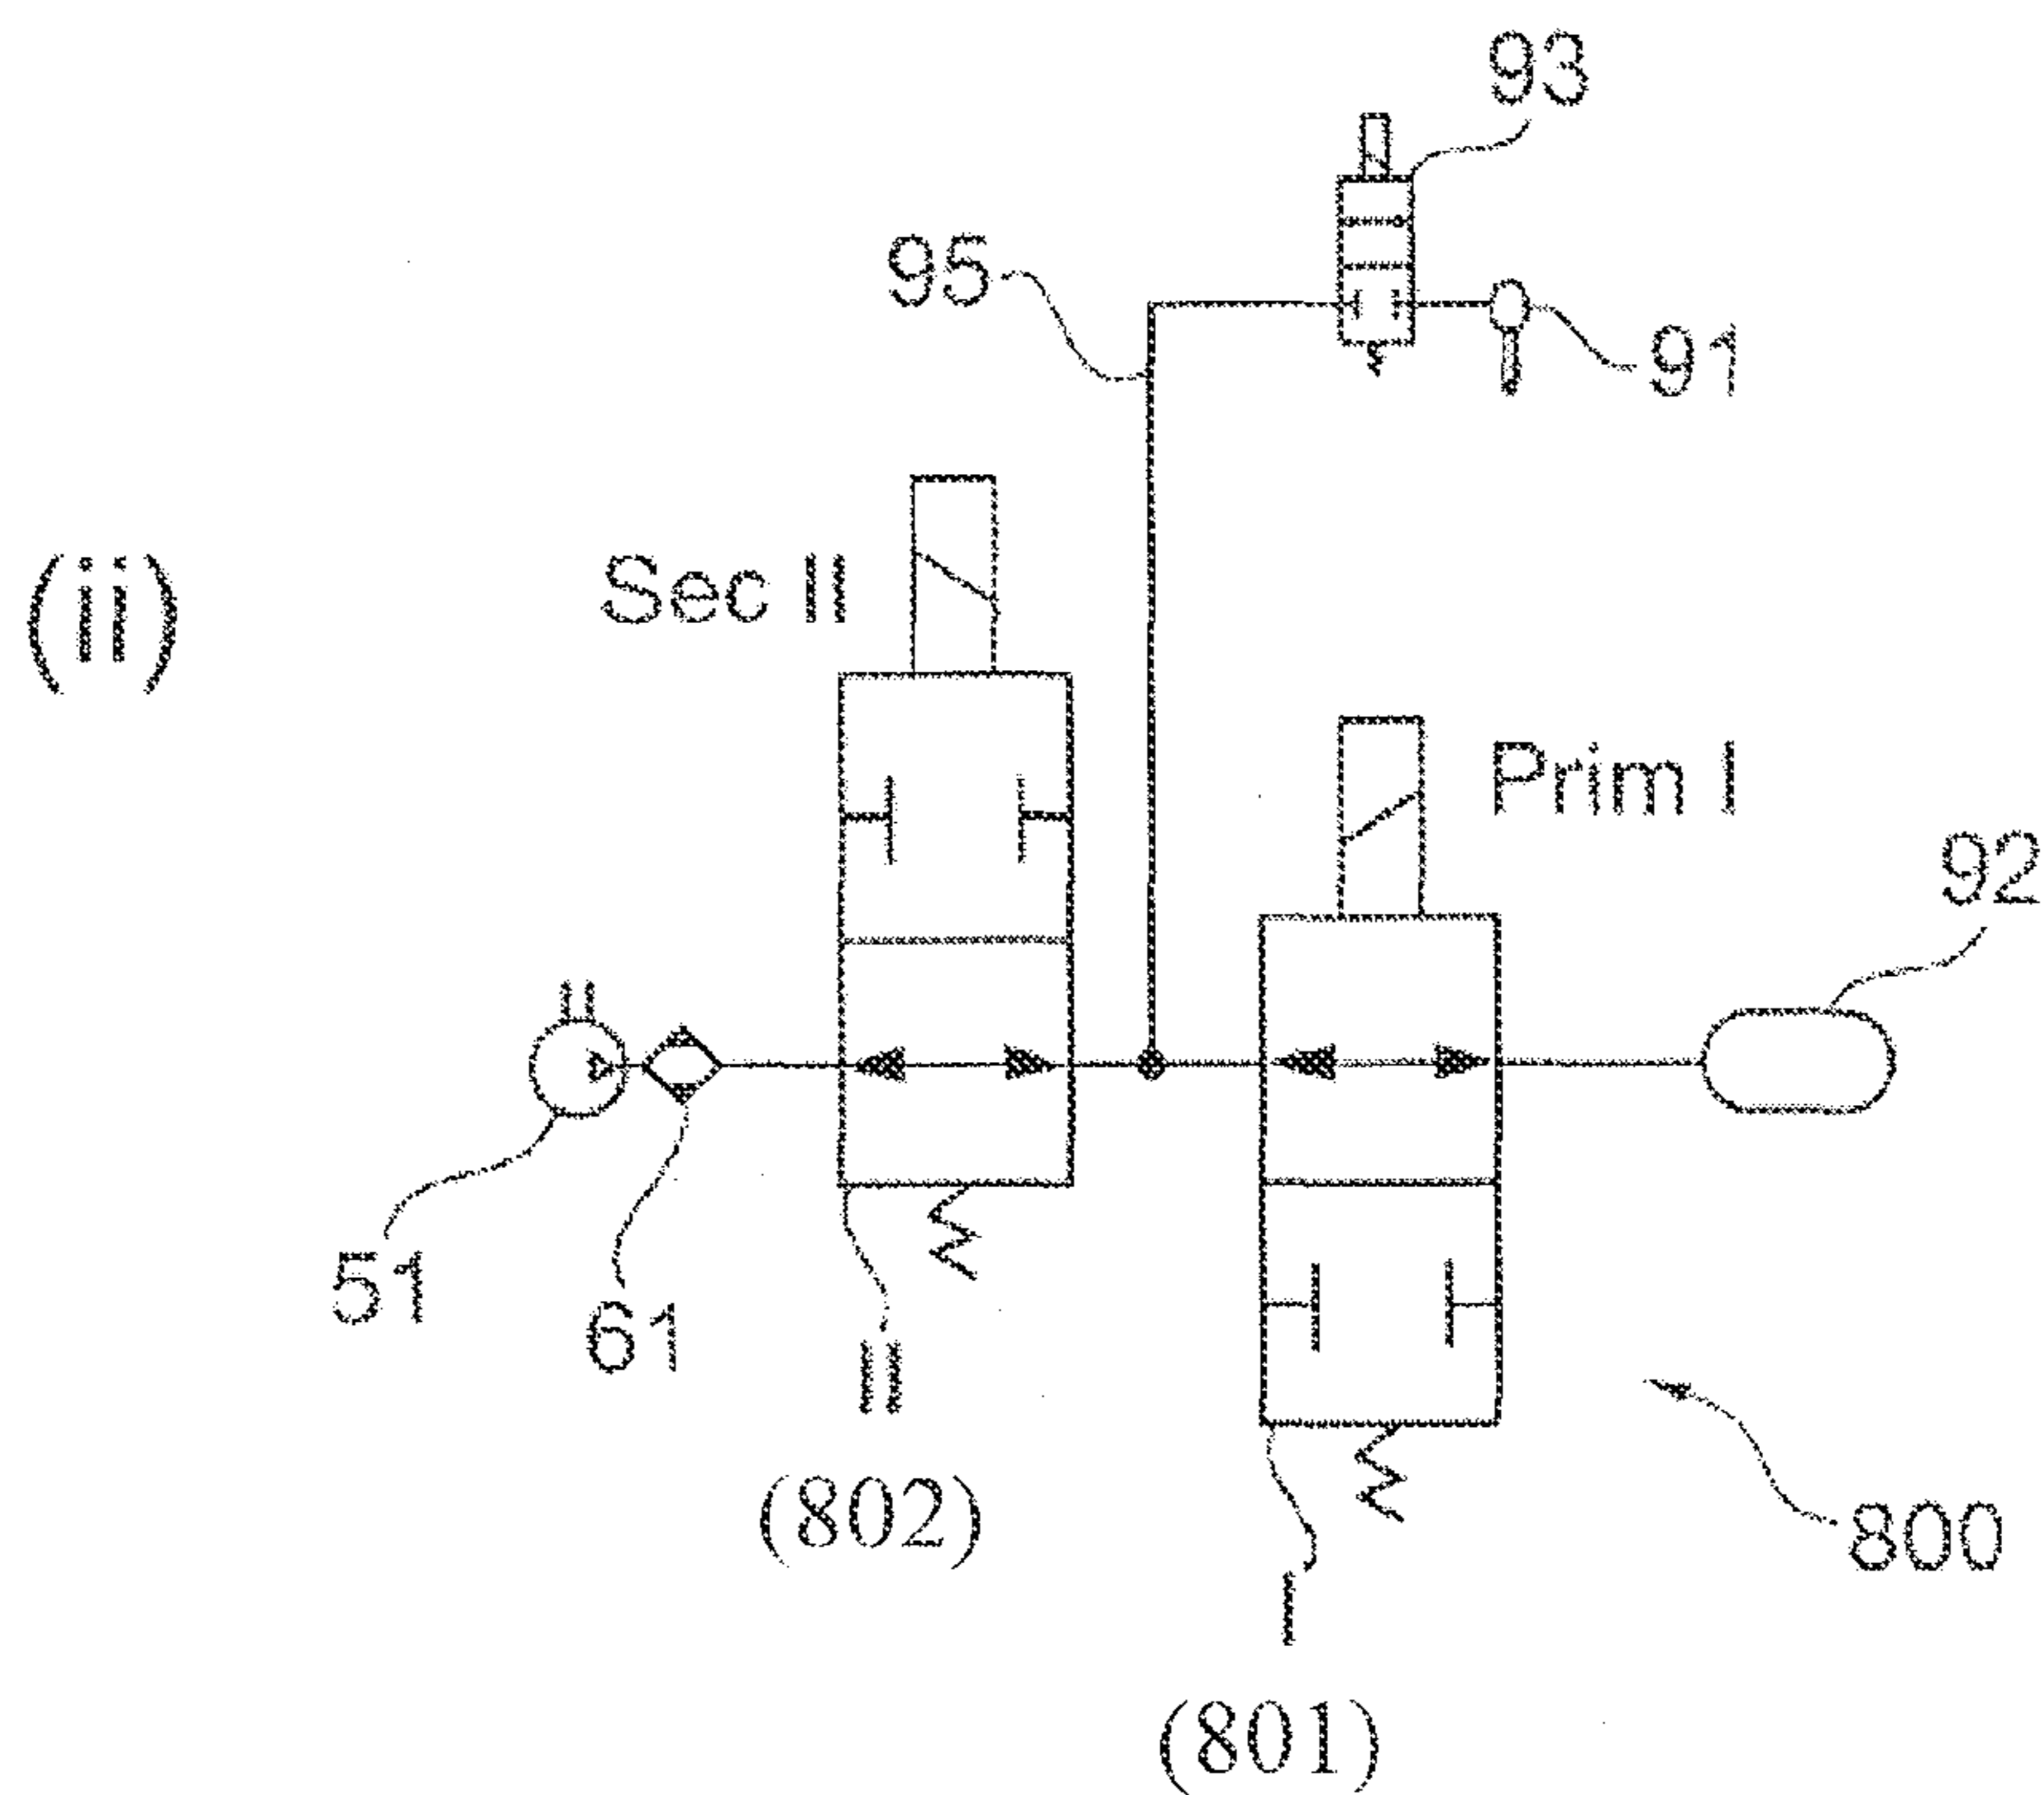 93
95
91
(ii)
Sec II
Prim I
92
51
61
II
(802)
800
I
(801)